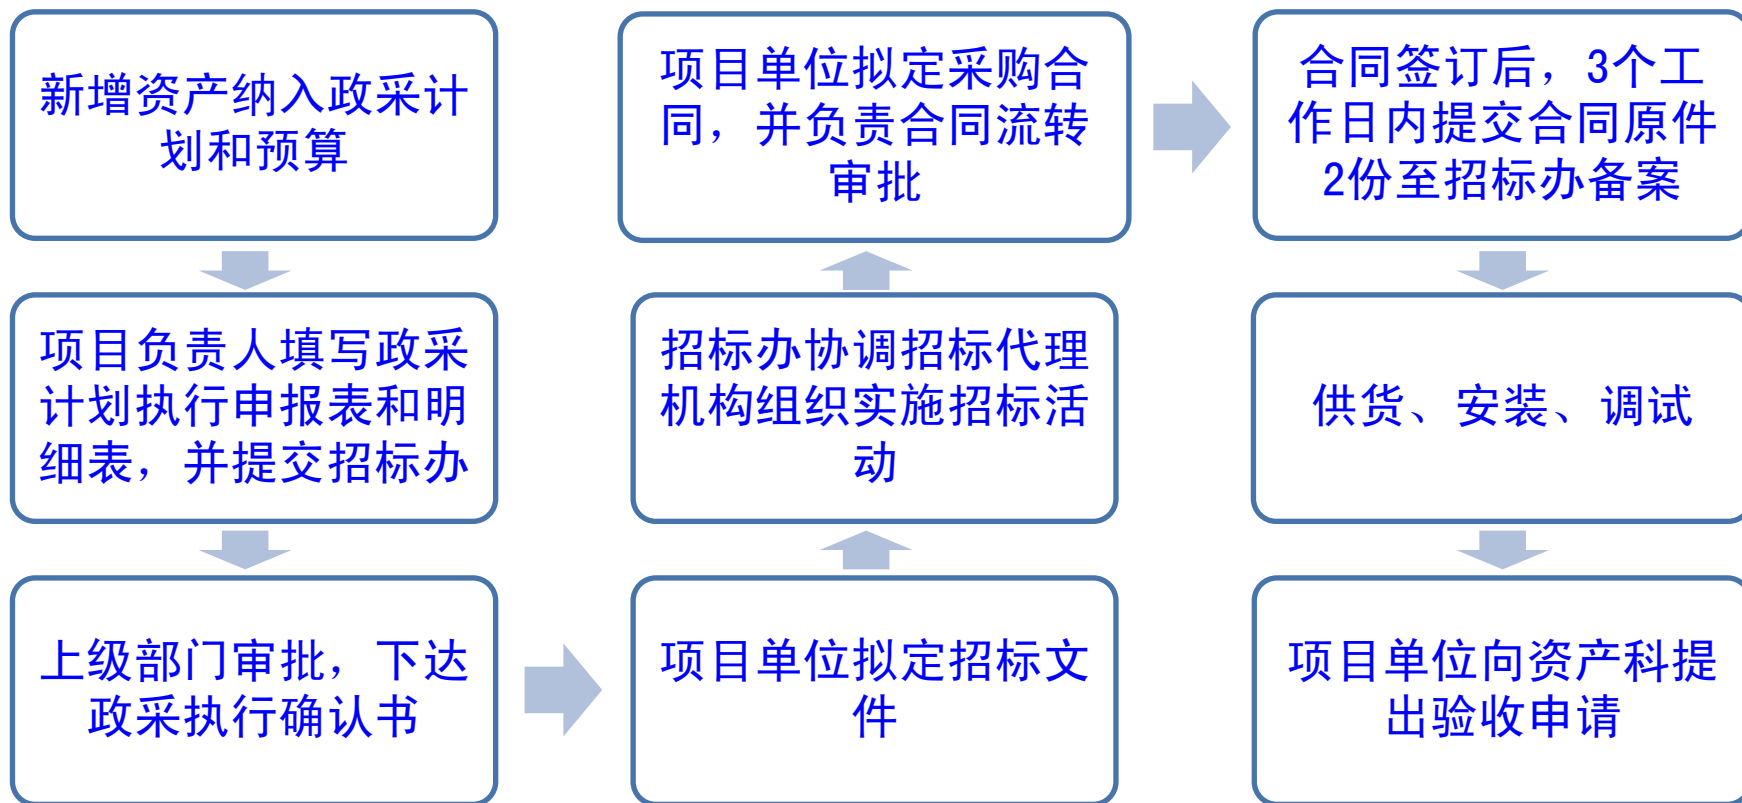 新增资产纳入政采计
划和预算
项目负责人填写政采
计划执行申报表和明
细表，并提交招标办
上级部门审批，下达
政采执行确认书
项目单位拟定招标文
件
招标办协调招标代理
机构组织实施招标活
动
项目单位拟定采购合
同，并负责合同流转
审批
合同签订后，3个工
作日内提交合同原件
2份至招标办备案
供货、安装、调试
项目单位向资产科提
出验收申请